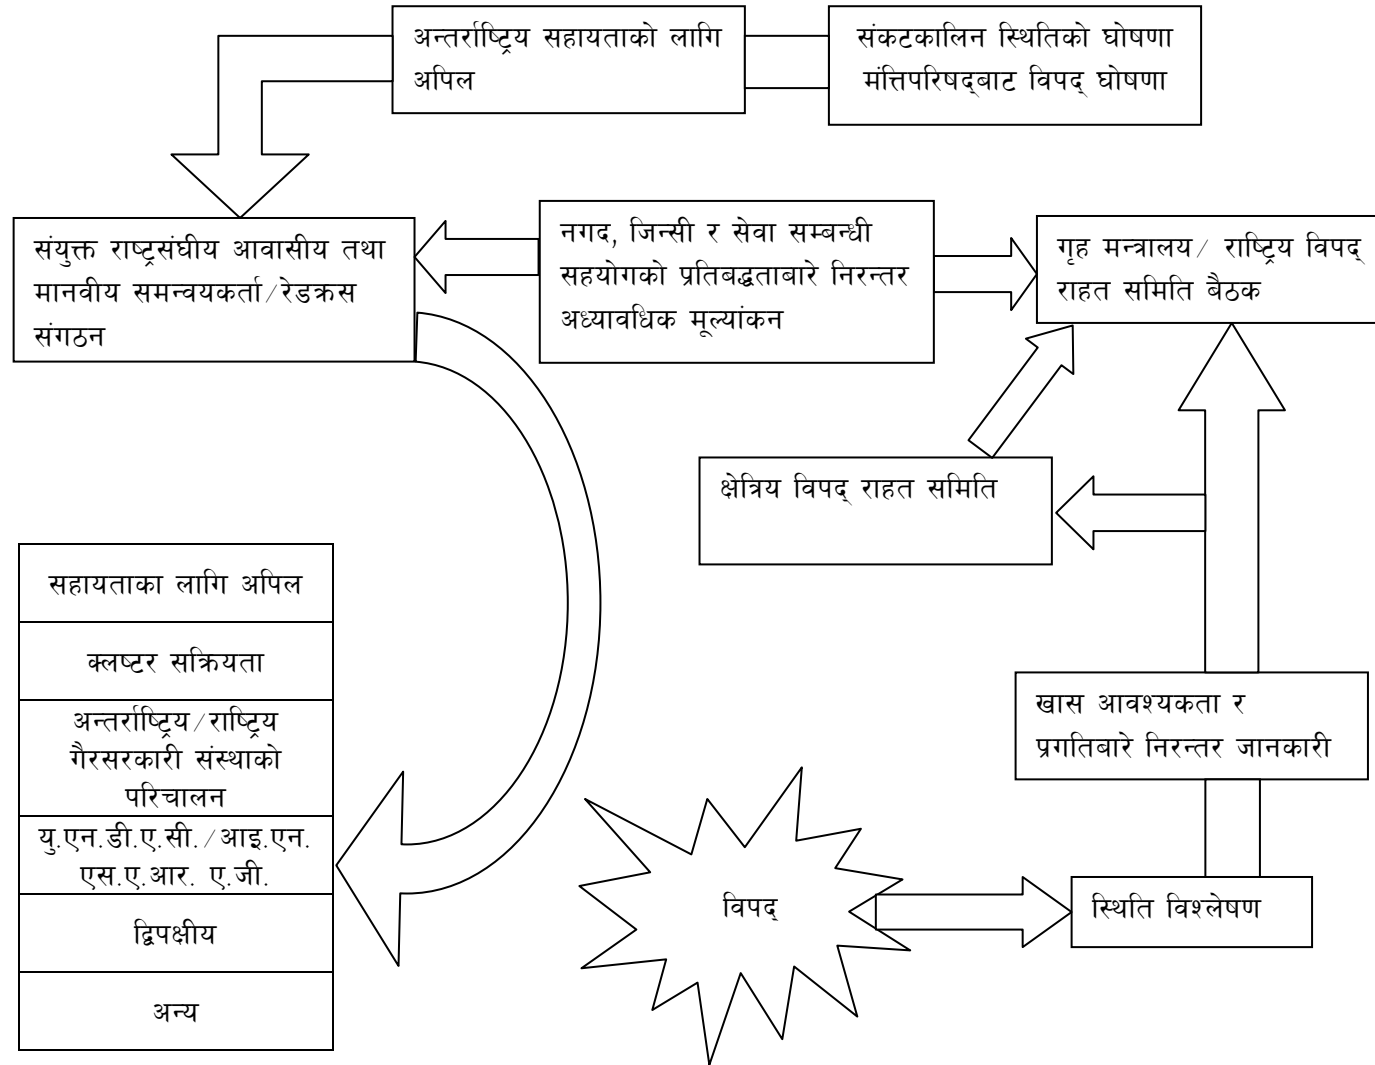 अन्तर्राष्ट्रिय सहायताको लागि
अपिल
संकटकालिन स्थितिको घोषणा
मंत्तिपरिषद्बाट विपद् घोषणा
संयुक्त राष्ट्रसंघीय आवासीय तथा
मानवीय समन्वयकर्ता/रेडक्रस
संगठन
नगद, जिन्सी र सेवा सम्बन्धी
सहयोगको प्रतिबद्धताबारे निरन्तर
अध्यावधिक मूल्यांकन
गृह मन्त्रालय/ राष्ट्रिय विपद्
राहत समिति बैठक
क्षेत्रिय विपद् राहत समिति
सहायताका लागि अपिल
क्लष्टर सक्रियता
अन्तर्राष्ट्रिय/राष्ट्रिय
गैरसरकारी संस्थाको
परिचालन
यु.एन.डी.ए.सी./आइ.एन.
एस.ए.आर. ए.जी.
द्विपक्षीय
अन्य
खास आवश्यकता र
प्रगतिबारे निरन्तर जानकारी
विपद्
स्थिति विश्लेषण